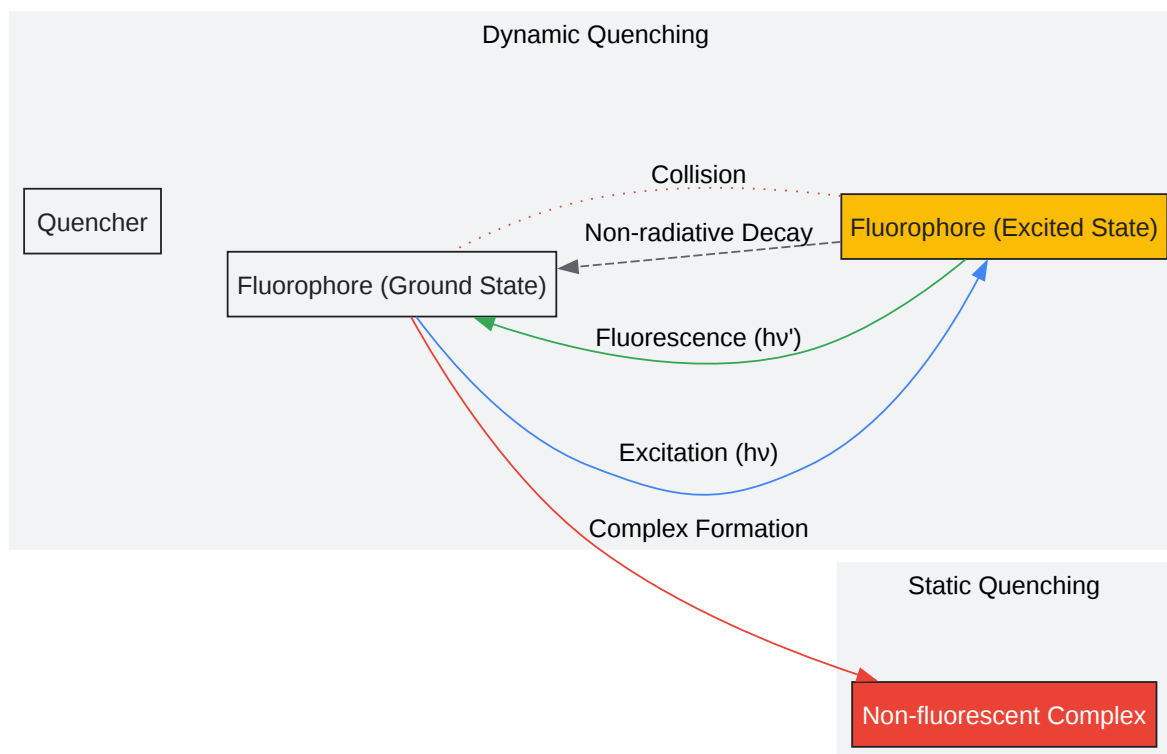 Dynamic Quenching
Collision
Quencher
Fluorophore (Excited State)
Non-radiative Decay
Fluorophore (Ground State)
Fluorescence (hν')
Excitation (hν)
Complex Formation
Static Quenching
Non-fluorescent Complex